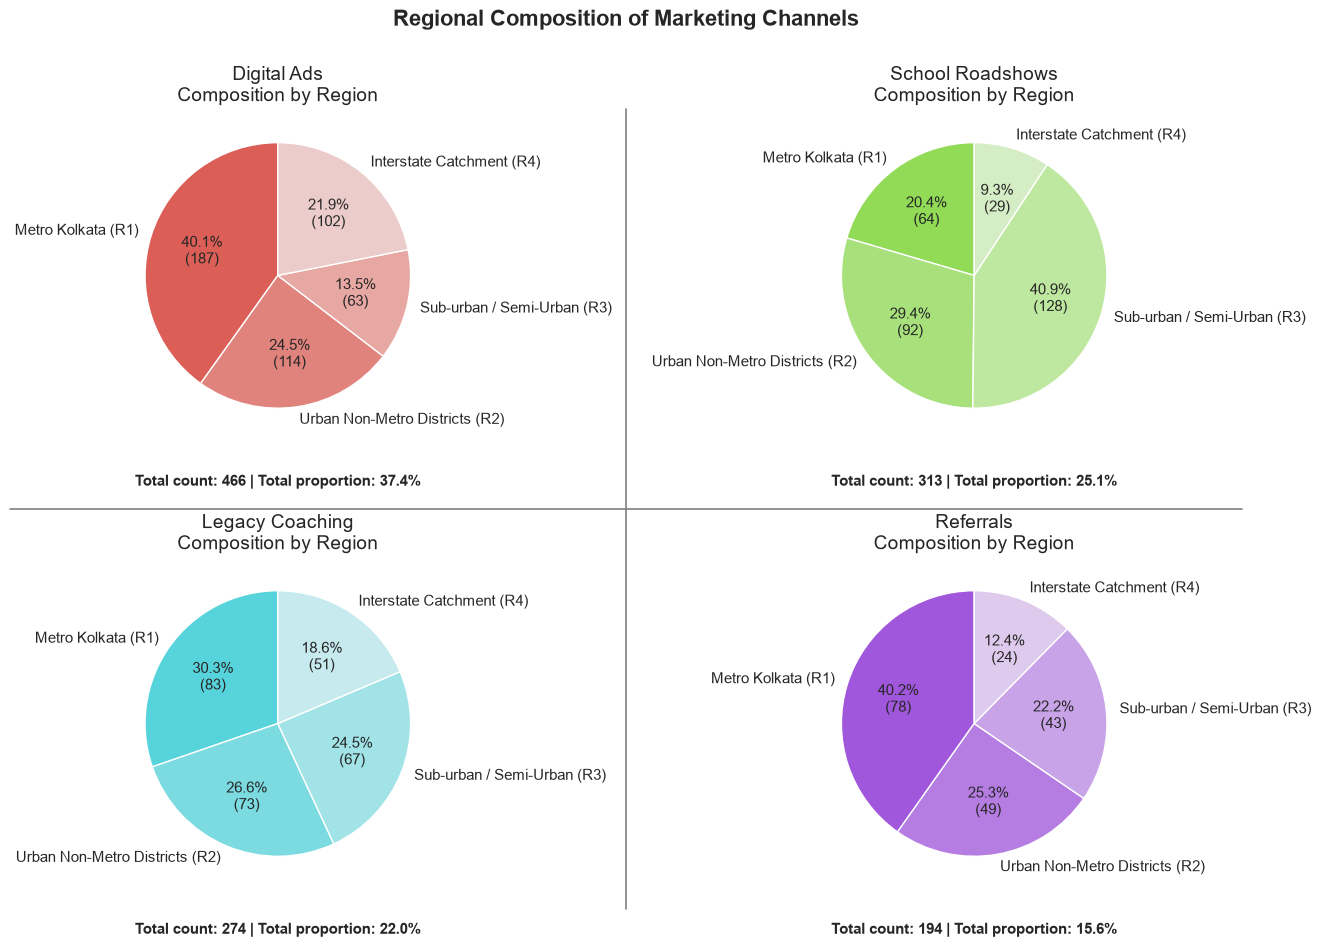 Regional Composition of Marketing Channels
Digital Ads
Composition by Region
Interstate Catchment (R4)
21.9%
(102)
Metro Kolkata (R1)
40.1%
(187)
13.5%
(63)
Sub-urban / Semi-Urban (R3)
24.5%
(114)
Urban Non-Metro Districts (R2)
Total count: 466 | Total proportion: 37.4%
School Roadshows
Composition by Region
Interstate Catchment (R4)
Metro Kolkata (R1)
9.3%
(29)
20.4%
(64)
40.9%
(128)
Sub-urban / Semi-Urban (R3)
29.4%
(92)
Urban Non-Metro Districts (R2)
Total count: 313 | Total proportion: 25.1%
Legacy Coaching
Composition by Region
Interstate Catchment (R4)
Metro Kolkata (R1)
18.6%
(51)
30.3%
(83)
24.5%
(67)
Sub-urban / Semi-Urban (R3)
26.6%
(73)
Urban Non-Metro Districts (R2)
Total count: 274 | Total proportion: 22.0%
Referrals
Composition by Region
Interstate Catchment (R4)
12.4%
(24)
Metro Kolkata (R1)
40.2%
(78)
22.2%
(43)
Sub-urban / Semi-Urban (R3)
25.3%
(49)
Urban Non-Metro Districts (R2)
Total count: 194 | Total proportion: 15.6%